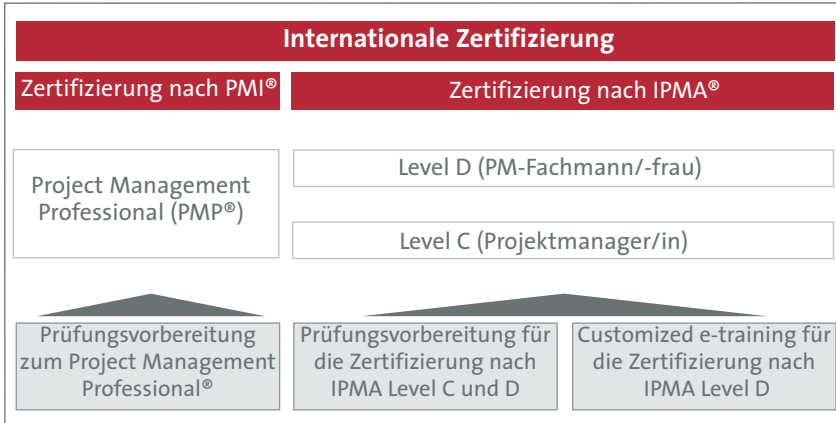 Internationale Zertifizierung
Zertifizierung nach PMI®
Zertifizierung nach IPMA®
Project Management
Professional (PMP®)
Level D (PM-Fachmann/-frau)
Level C (Projektmanager/in)
Prüfungsvorbereitung
zum Project Management
Professional®
Prüfungsvorbereitung für
die Zertifizierung nach
IPMA Level C und D
Customized e-training für
die Zertifizierung nach
IPMA Level D